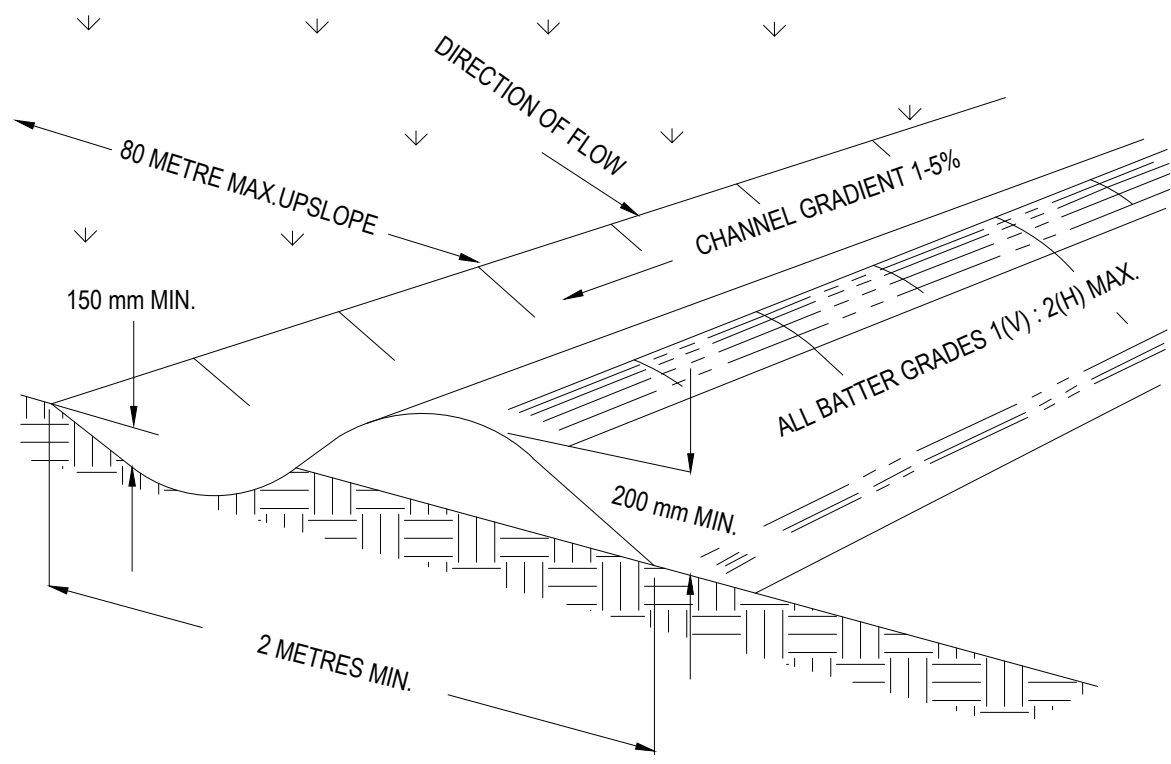 DIRECTION OF FLOW
80 METRE MAX.UPSLOPE
CHANNEL GRADIENT 1-5%
150 mm MIN.
ALL BATTER GRADES 1(V) : 2(H) MAX.
200 mm MIN.
2 METRES MIN.